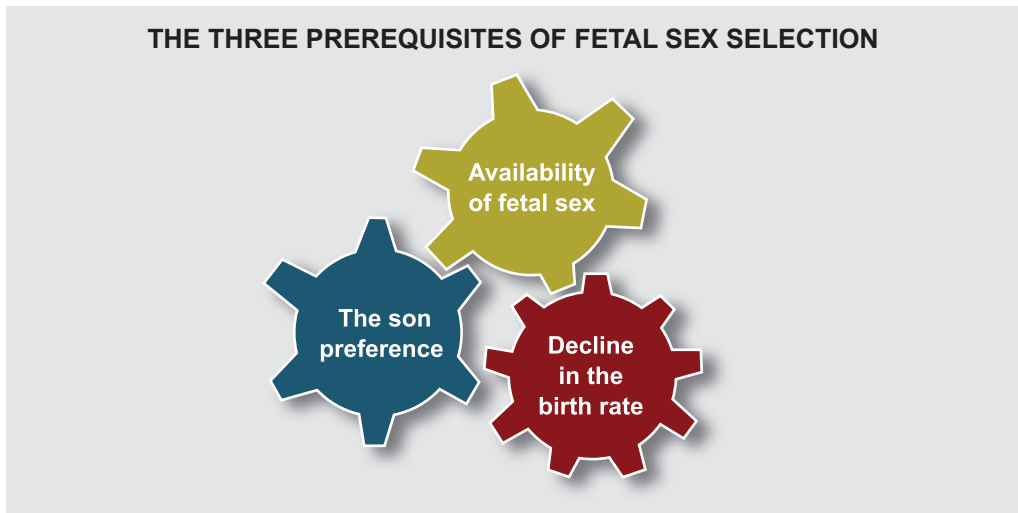 THE THREE PREREQUISITES OF FETAL SEX SELECTION
Availability
of fetal sex
The son
preference
Decline
in the
birth rate